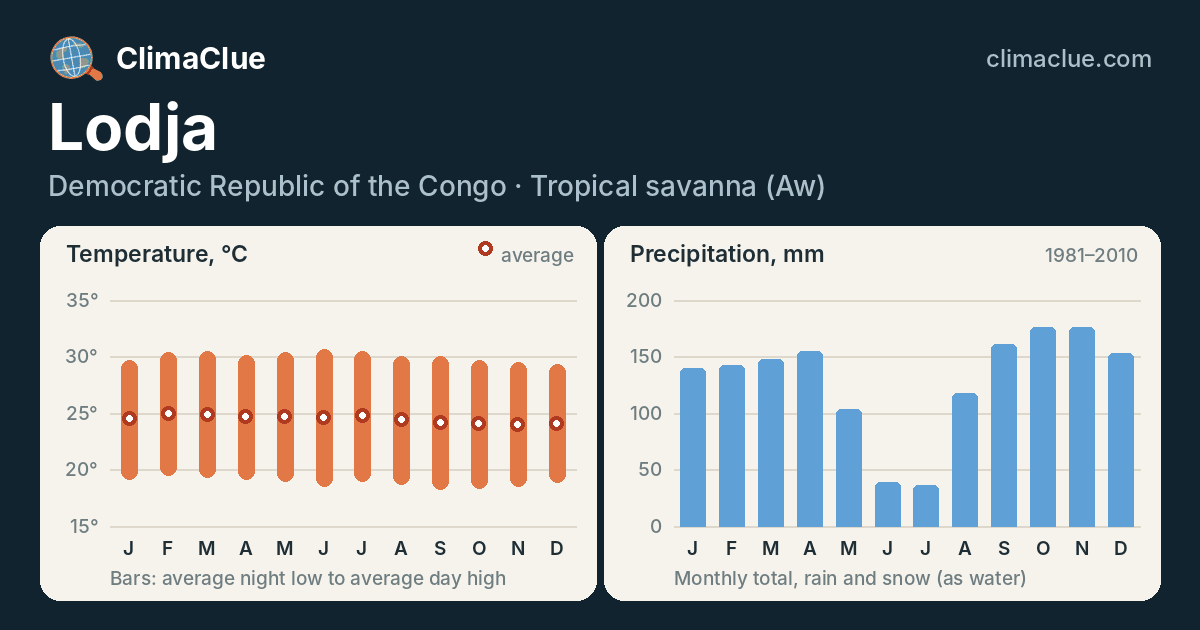 ClimaClue
climaclue.com
Lodja
Democratic Republic of the Congo · Tropical savanna (Aw)
Temperature, °C
average
35°
30°
25°
20°
15°
J F M A M J J A S O N D
Bars: average night low to average day high
Precipitation, mm
1981–2010
200
150
100
50
0
J F M A M J J A S O N D
Monthly total, rain and snow (as water)